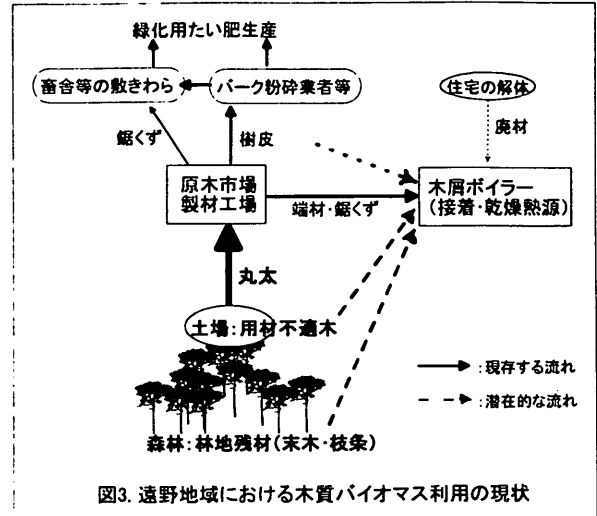 緑化用たい肥生産
畜舎等の敷きわら
バーク粉砕業者等
住宅の解体
鋸くず
樹皮
廃材
原木市場
製材工場
端材・鋸くず
木屑ボイラー
(接着・乾燥熱源)
丸太
土場:用材不適木
:現存する流れ
:潜在的な流れ
森林:林地残材(末木・枝条)
図3. 遠野地域における木質バイオマス利用の現状